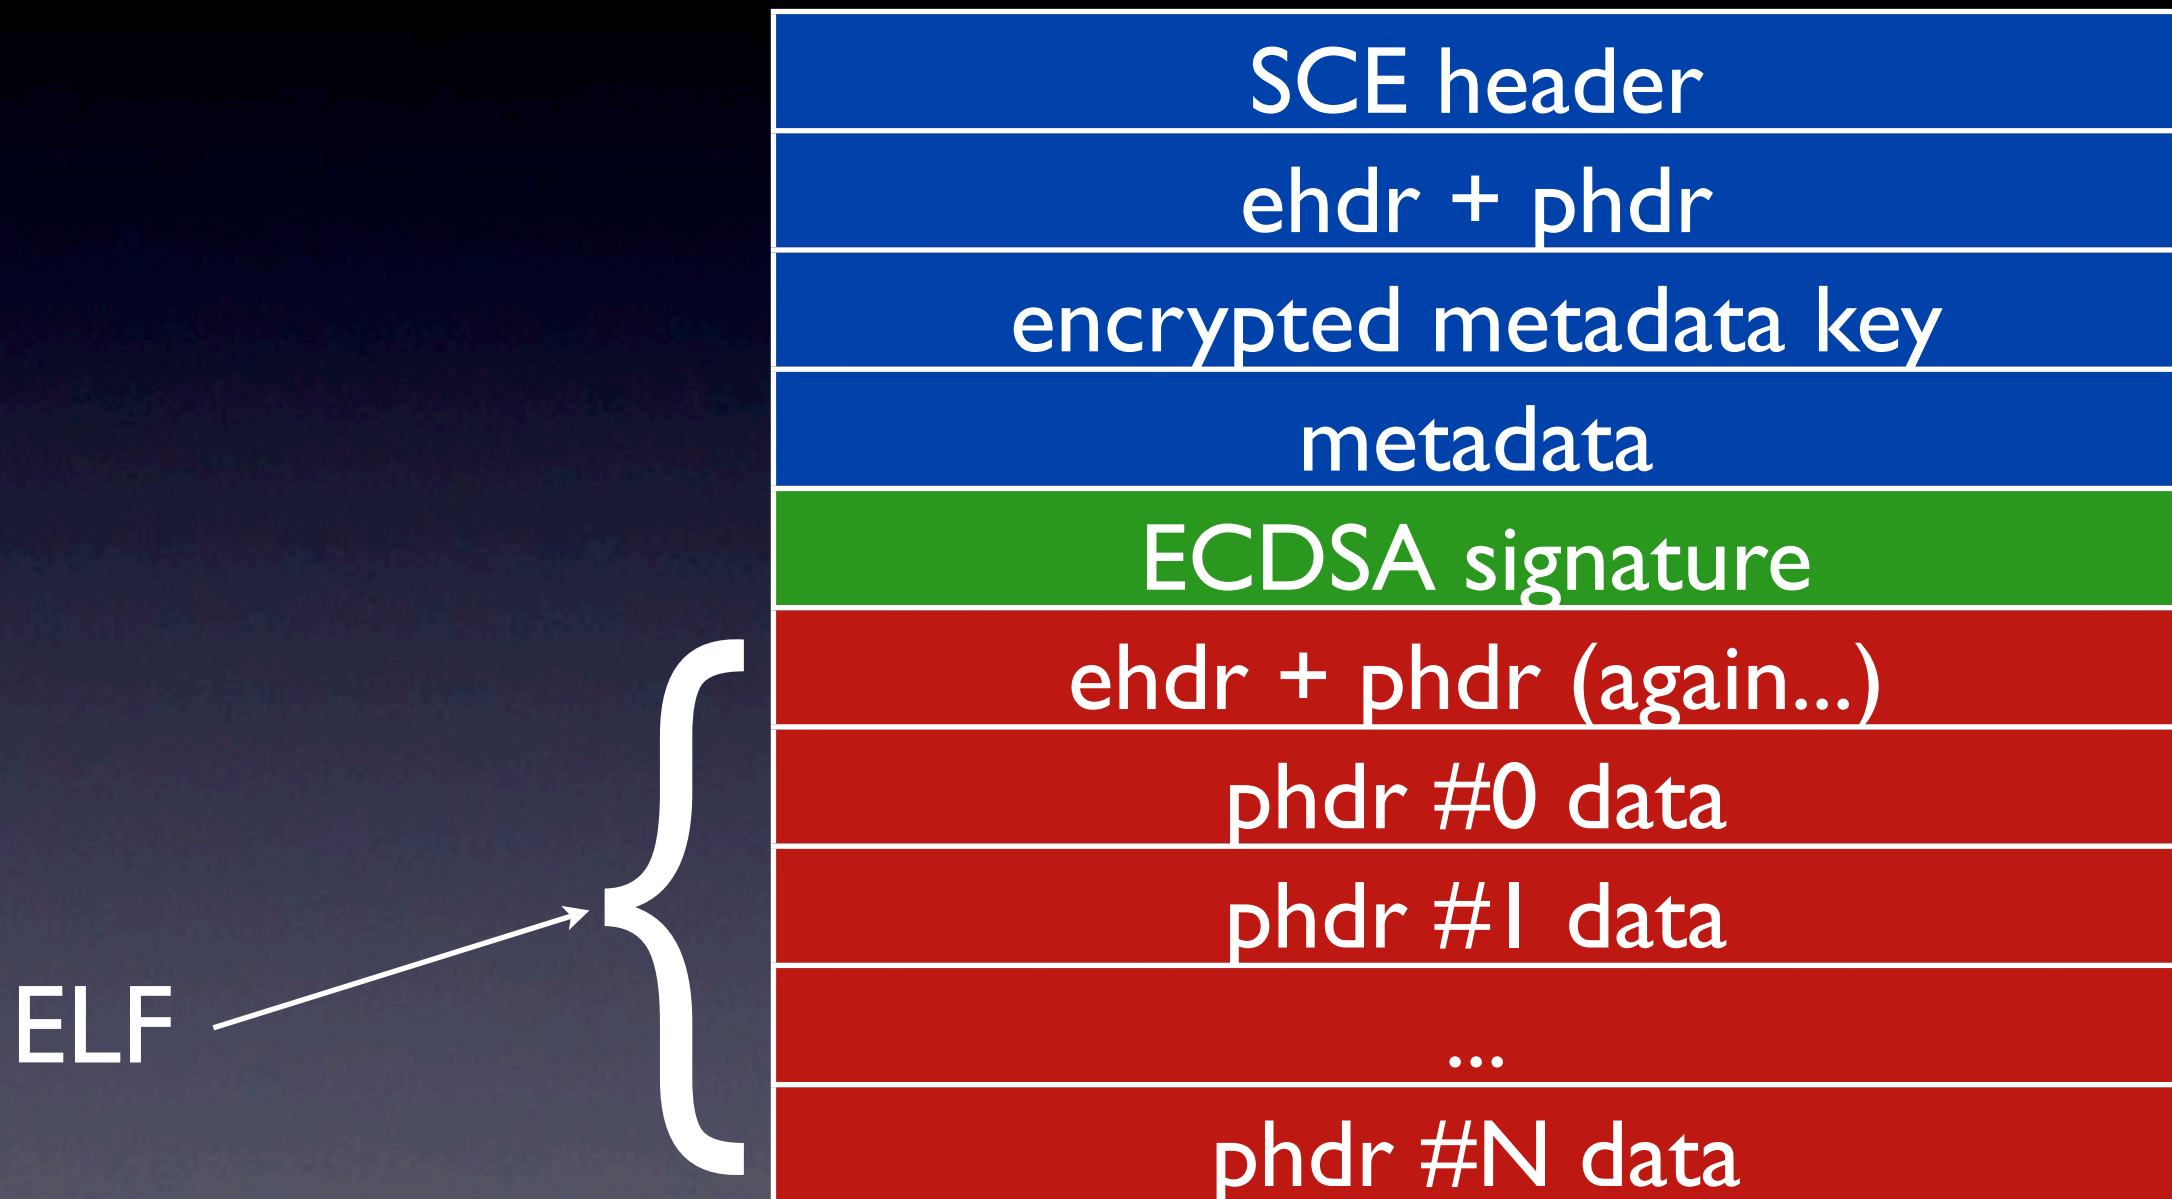 SCE header
ehdr + phdr
encrypted metadata key
metadata
ECDSA signature
ehdr + phdr (again...)
phdr #0 data
phdr #1 data
ELF
...
phdr #N data